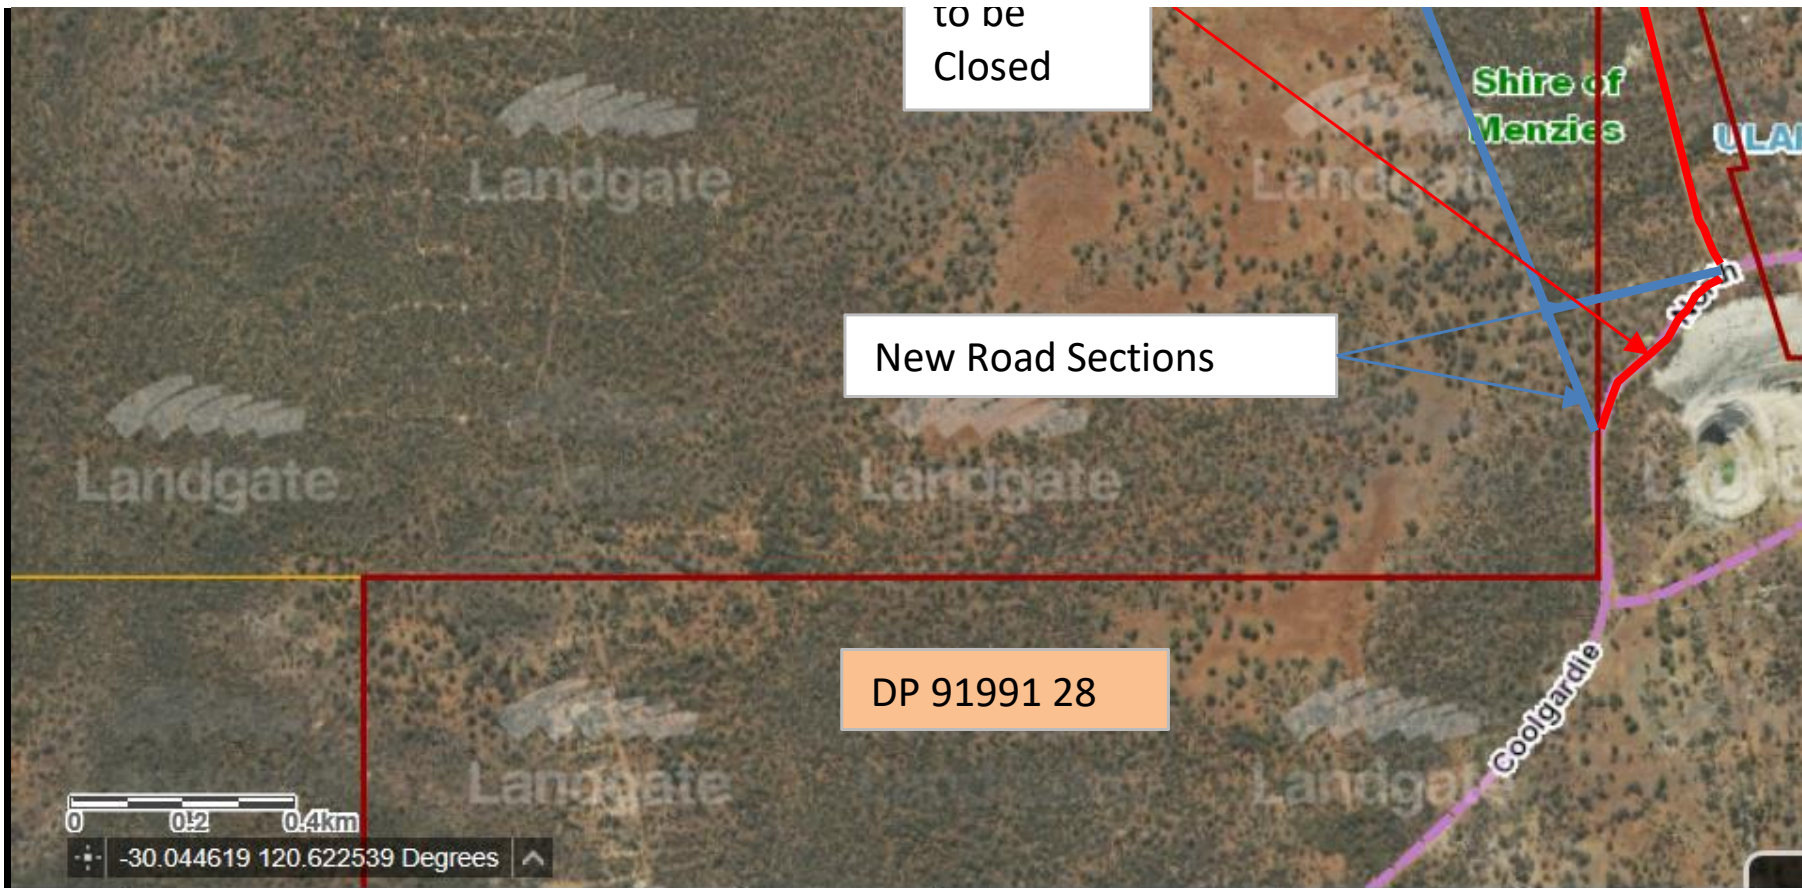 to be
Closed
Shire of
Menzies
ULA
Landgate
Landgate
North
New Road Sections
Landgate
Landgate
DP 91991 28
Coolgardie
Landgate
Landgate
0 0.2 0.4km
-30.044619 120.622539 Degrees